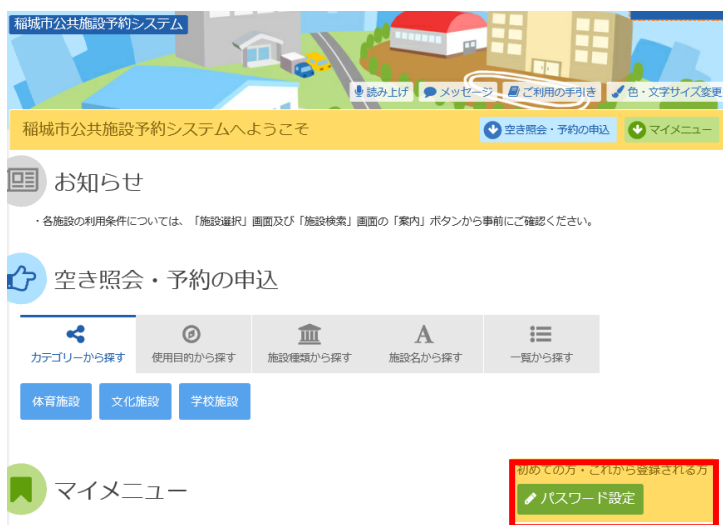 稲城市公共施設予約システム
読み上げ メッセージ ご利用の手引き 色・文字サイズ変更
稲城市公共施設予約システムへようこそ 空き照会・予約の申込 マイメニュー
お知らせ
・各施設の利用条件については、「施設選択」画面及び「施設検索」画面の「案内」ボタンから事前にご確認ください。
空き照会・予約の申込
カテゴリーから探す 使用目的から探す 施設種類から探す 施設名から探す 一覧から探す
体育施設 文化施設 学校施設
初めての方・これから登録される方
マイメニュー パスワード設定